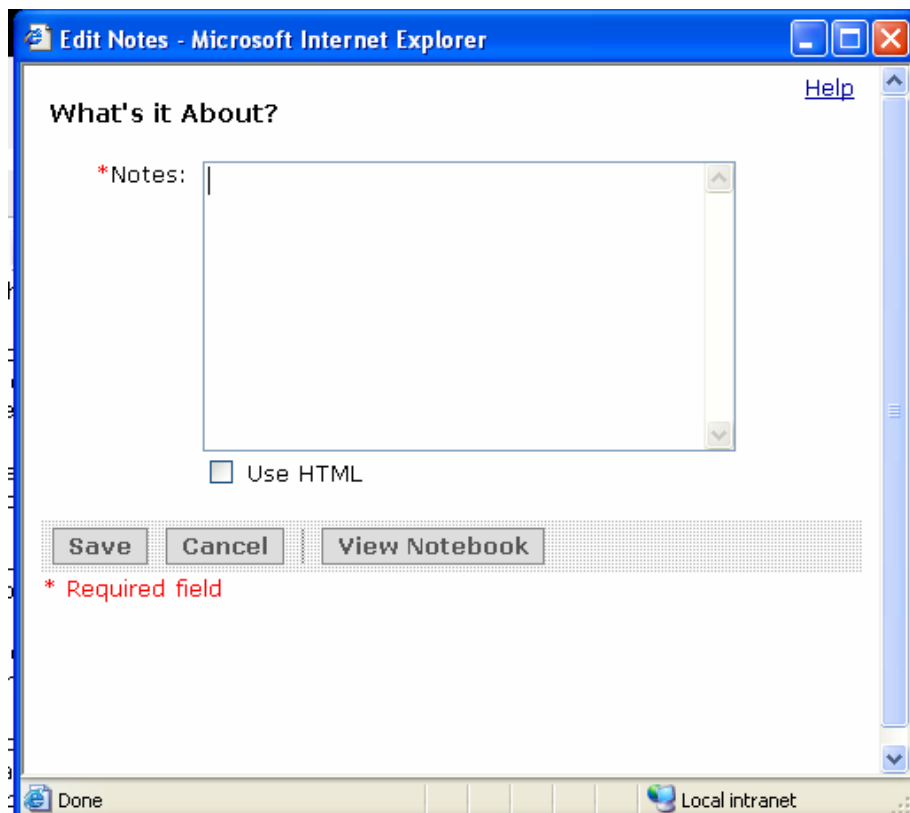 Edit Notes - Microsoft Internet Explorer
Help
What's it About?
*Notes:
Use HTML
Save Cancel View Notebook
* Required field
Done Local intranet